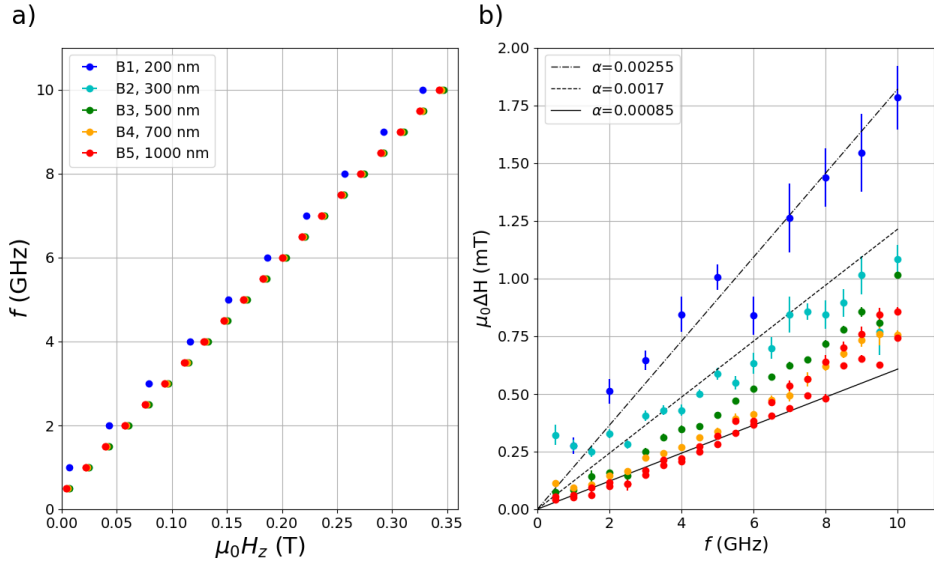 a)
b)
B1, 200 nm
B2, 300 nm
B3, 500 nm
B4, 700 nm
B5, 1000 nm
10
8
6
4
2
0
f (GHz)
0.00 0.05 0.10 0.15 0.20 0.25 0.30 0.35
μ₀H_z (T)
α=0.00255
α=0.0017
α=0.00085
2.00
1.75
1.50
1.25
1.00
0.75
0.50
0.25
0.00
μ₀ΔH (mT)
0 2 4 6 8 10
f (GHz)